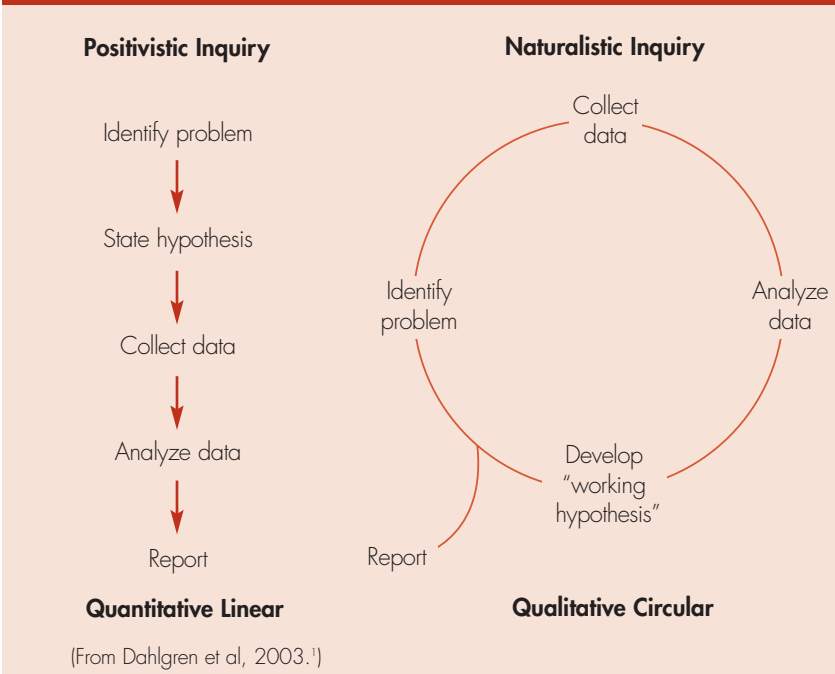 Positivistic Inquiry
Identify problem
State hypothesis
Collect data
Analyze data
Report
Quantitative Linear
(From Dahlgren et al, 2003.¹)
Naturalistic Inquiry
Collect
data
Analyze
data
Develop
“working
hypothesis”
Identify
problem
Report
Qualitative Circular